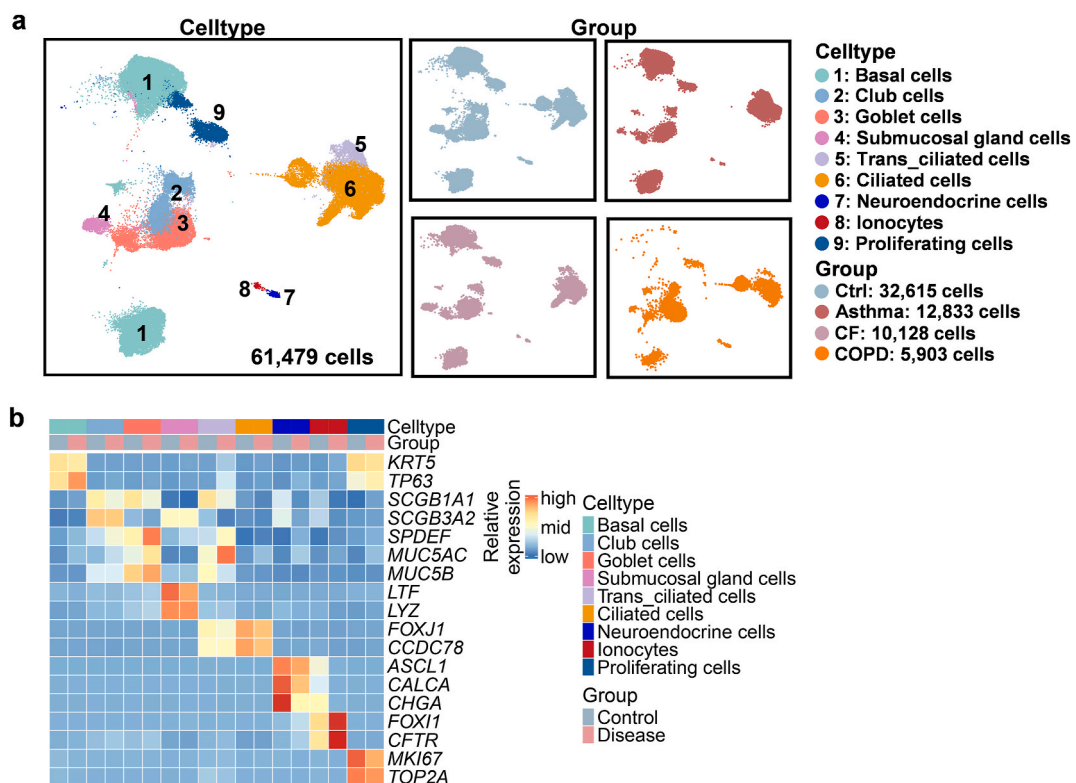 a
Celltype
Group
1
9
5
2
6
4
3
8
7
1
61,479 cells
Celltype
1: Basal cells
2: Club cells
3: Goblet cells
4: Submucosal gland cells
5: Trans_ciliated cells
6: Ciliated cells
7: Neuroendocrine cells
8: Ionocytes
9: Proliferating cells
Group
Ctrl: 32,615 cells
Asthma: 12,833 cells
CF: 10,128 cells
COPD: 5,903 cells
b
Celltype
Group
KRT5
TP63
SCGB1A1
SCGB3A2
SPDEF
MUC5AC
MUC5B
LTF
LYZ
FOXJ1
CCDC78
ASCL1
CALCA
CHGA
FOXI1
CFTR
MKI67
TOP2A
Relative
expression
high
mid
low
Celltype
Basal cells
Club cells
Goblet cells
Submucosal gland cells
Trans_ciliated cells
Ciliated cells
Neuroendocrine cells
Ionocytes
Proliferating cells
Group
Control
Disease